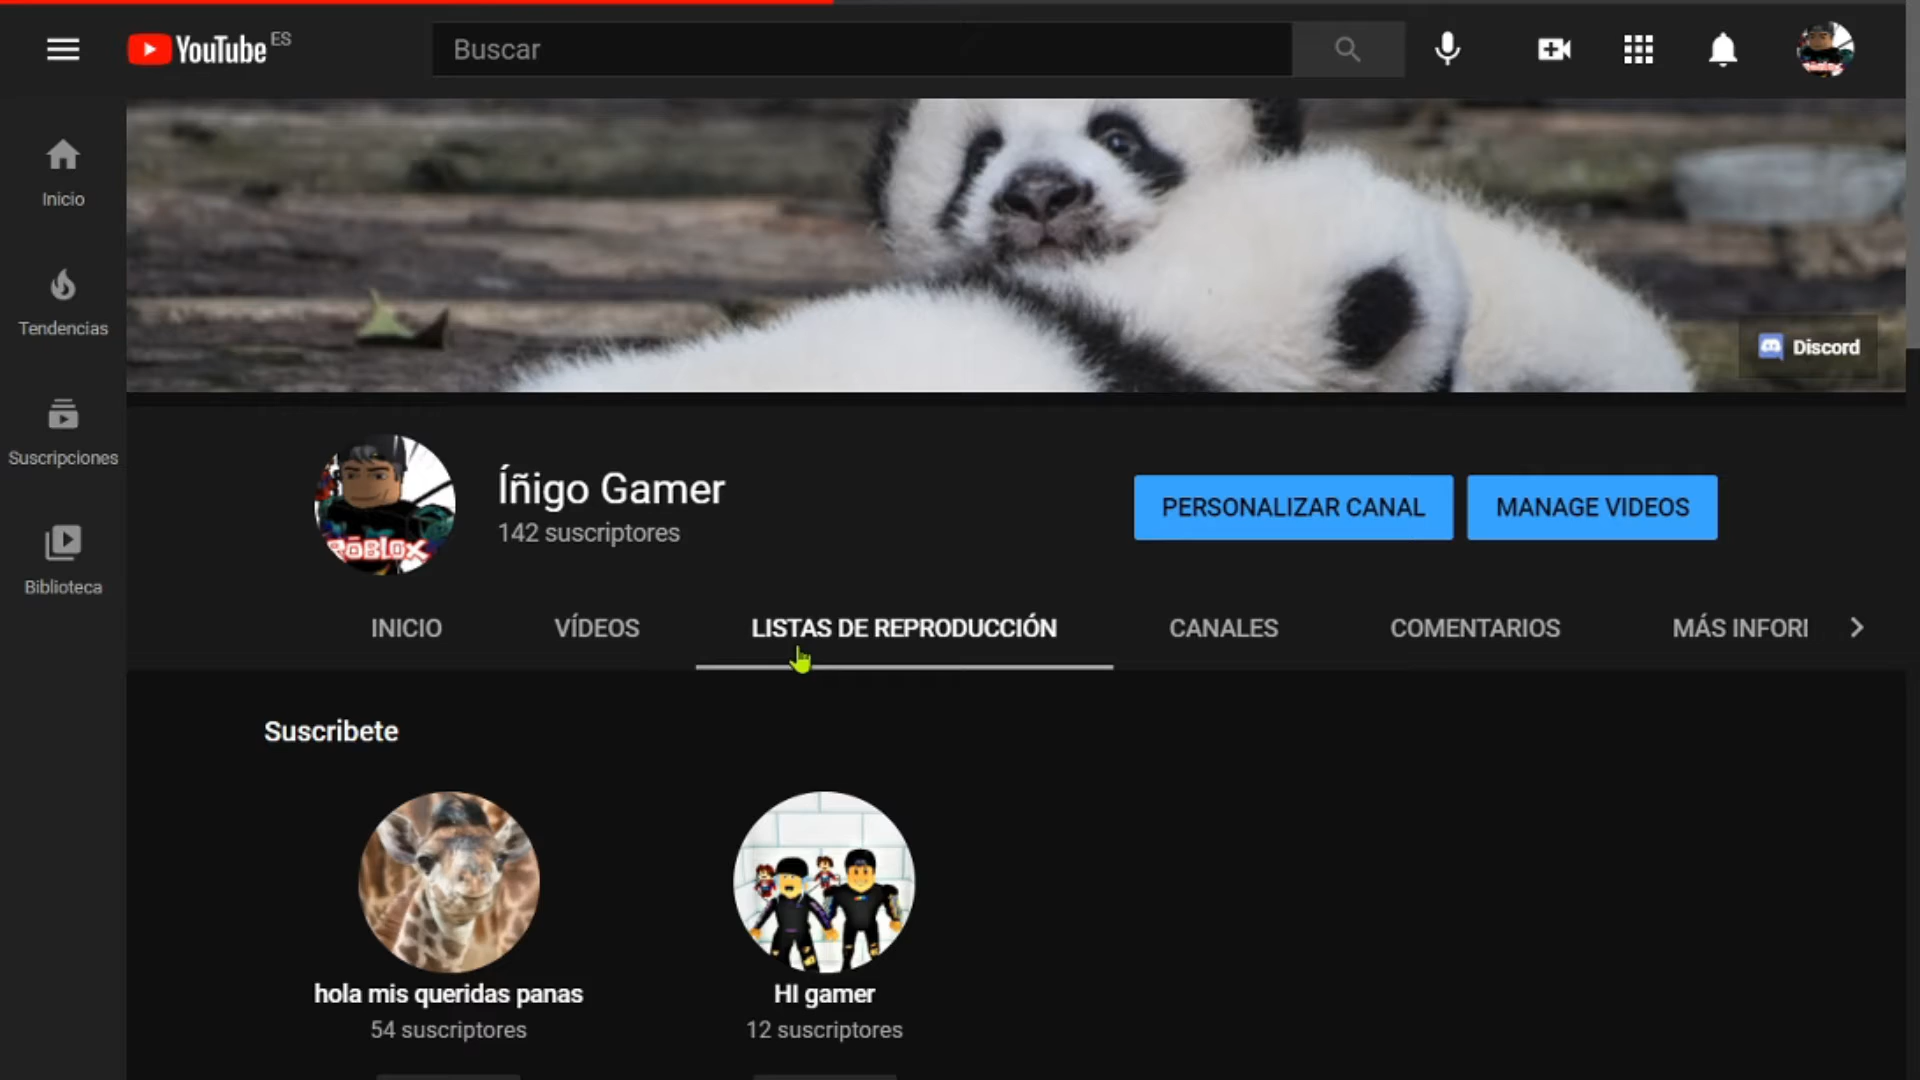 YouTube ES
Buscar
Inicio
Tendencias
Suscripciones
Biblioteca
Discord
Íñigo Gamer
142 suscriptores
ROBLOX
PERSONALIZAR CANAL
MANAGE VIDEOS
INICIO
VÍDEOS
LISTAS DE REPRODUCCIÓN
CANALES
COMENTARIOS
MÁS INFORI
Suscribete
hola mis queridas panas
54 suscriptores
HI gamer
12 suscriptores